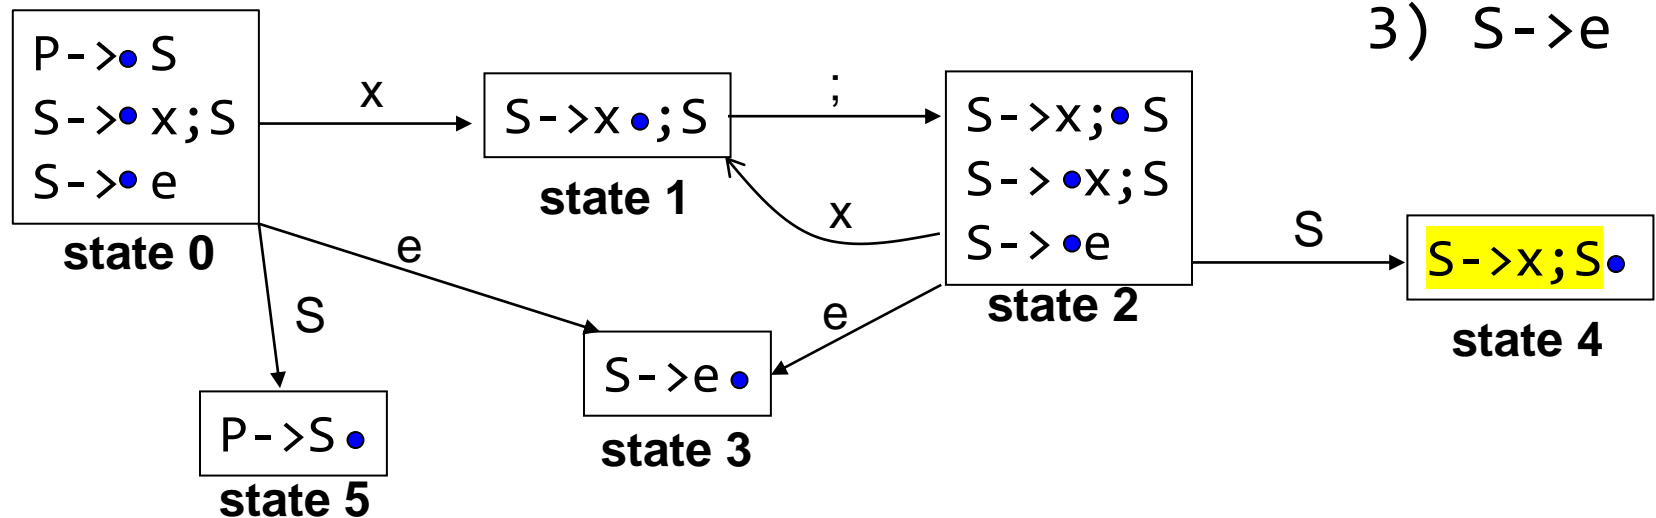 3) S->e
P->• S
S->• x;S
S->• e
state 0
x
S->x•;S
state 1
;
S->x;• S
S->•x;S
S->•e
state 2
x
e
S
e
S
S->x;S•
state 4
S->e•
state 3
P->S•
state 5